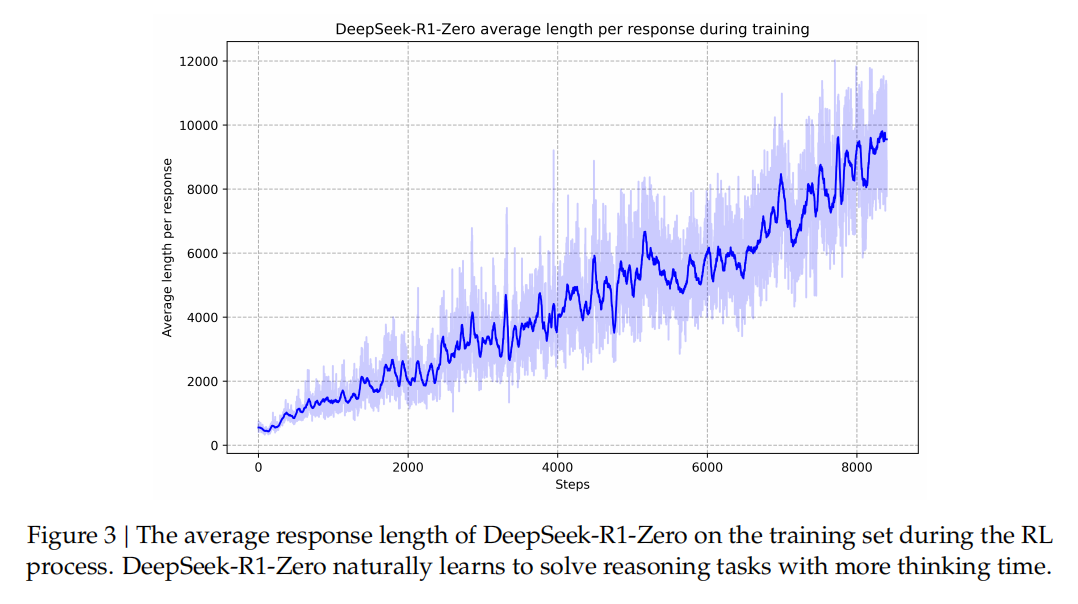 DeepSeek-R1-Zero average length per response during training
12000
10000
8000
6000
4000
2000
0
Average length per response
0 2000 4000 6000 8000
Steps
Figure 3 | The average response length of DeepSeek-R1-Zero on the training set during the RL
process. DeepSeek-R1-Zero naturally learns to solve reasoning tasks with more thinking time.